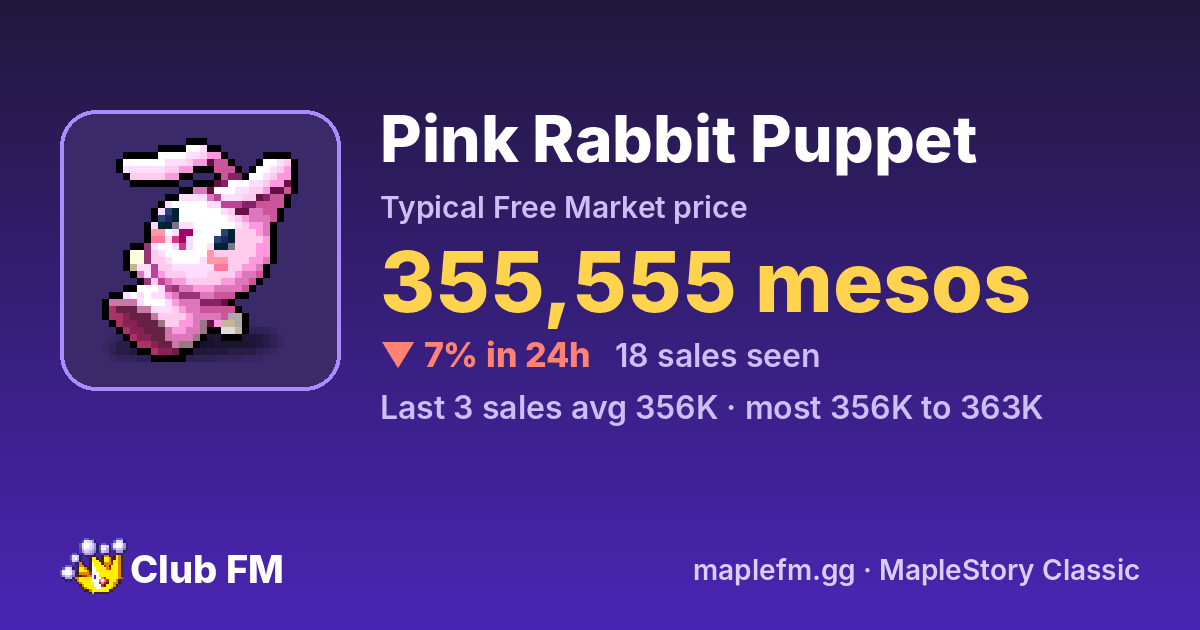 Pink Rabbit Puppet
Typical Free Market price
355,555 mesos
▼ 7% in 24h 18 sales seen
Last 3 sales avg 356K · most 356K to 363K
Club FM
maplefm.gg · MapleStory Classic